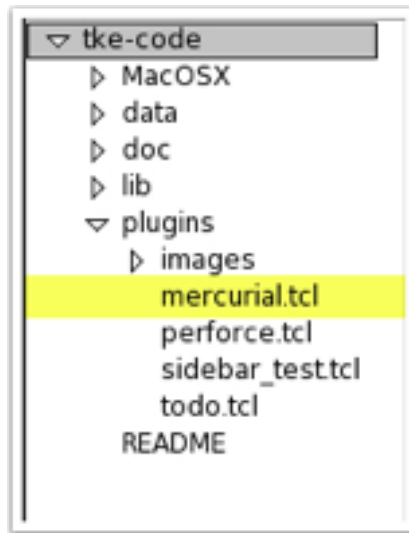 tke-code
MacOSX
data
doc
lib
plugins
images
mercurial.tcl
perforce.tcl
sidebar_test.tcl
todo.tcl
README